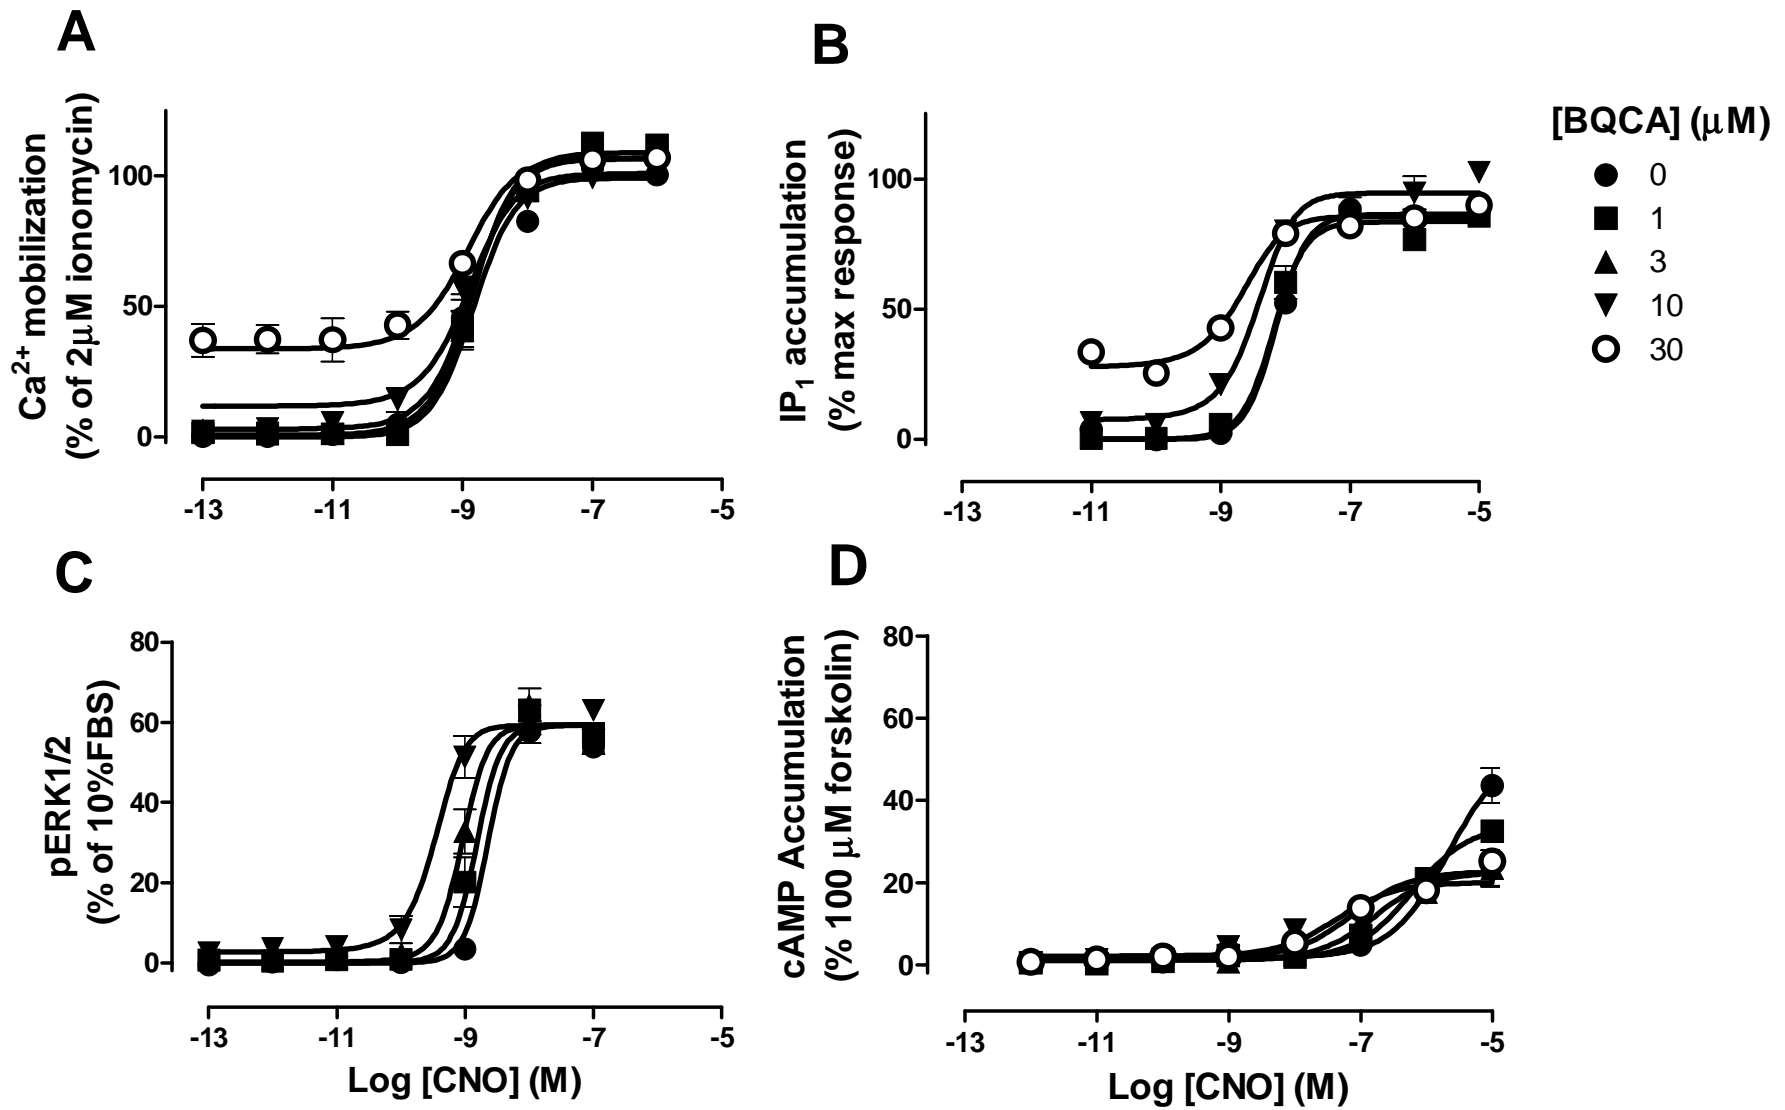 A
Ca2+ mobilization
(% of 2μM ionomycin)
100
50
0
-13 -11 -9 -7 -5
B
IP1 accumulation
(% max response)
100
50
0
-13 -11 -9 -7 -5
[BQCA] (μM)
0
1
3
10
30
C
pERK1/2
(% of 10%FBS)
80
60
40
20
0
-13 -11 -9 -7 -5
Log [CNO] (M)
D
cAMP Accumulation
(% 100 μM forskolin)
80
60
40
20
0
-13 -11 -9 -7 -5
Log [CNO] (M)